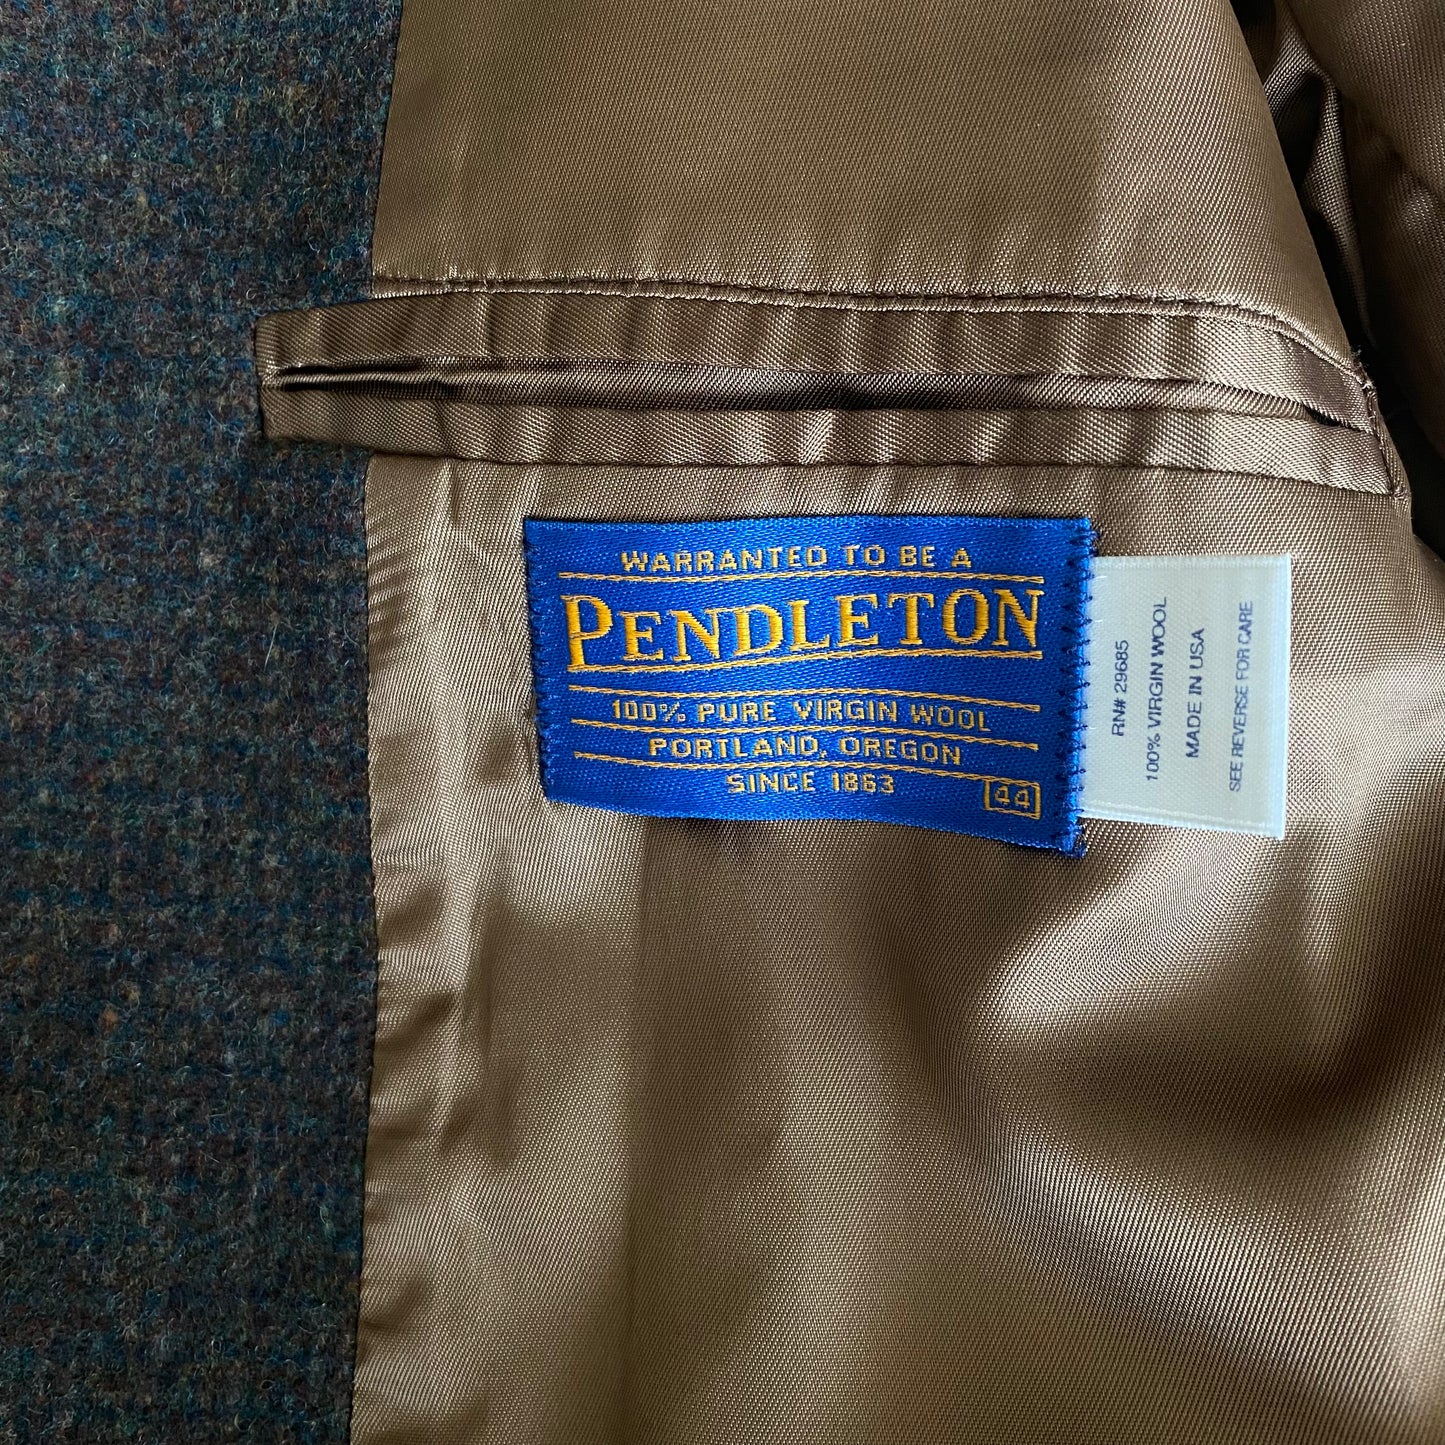 WARRANTED TO BE A
PENDLETON
100% PURE VIRGIN WOOL
PORTLAND, OREGON
SINCE 1863
44
RN# 29685
100% VIRGIN WOOL
MADE IN USA
SEE REVERSE FOR CARE